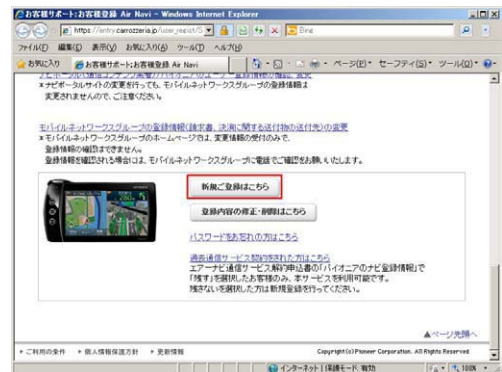 お客様サポート:お客様登録 Air Navi - Windows Internet Explorer
https://entry.carrozzeria.jp/user_regist/S
Bing
ファイル(F) 編集(E) 表示(V) お気に入り(A) ツール(T) ヘルプ(H)
お気に入り お客様サポート:お客様登録 Air Navi ページ(P) セーフティ(S) ツール(O)
※ナビポータルサイトの変更を行っても、モバイルネットワークスグループの登録情報は
変更されませんので、ご注意ください。
モバイルネットワークスグループの登録情報(請求書、決済に関する送付物の送付先)の変更
※モバイルネットワークスグループのホームページでは、変更情報の受付のみで、
登録情報の確認はできません。
登録情報を確認される場合には、モバイルネットワークスグループに電話でご確認をお願いいたします。
新規ご登録はこちら
登録内容の修正・削除はこちら
パスワードをお忘れの方はこちら
過去通信サービス契約をされた方はこちら
エアーナビ通信サービス解約申込書の「パイオニアのナビ登録情報」で
「残す」を選択したお客様のみ、本サービスを利用可能です。
残さないを選択した方は新規登録を行ってください。
▲ページ先頭へ
ご利用の条件 個人情報保護方針 更新情報 Copyright(c)Pioneer Corporation. All Rights Reserved
インターネット | 保護モード: 有効 100%